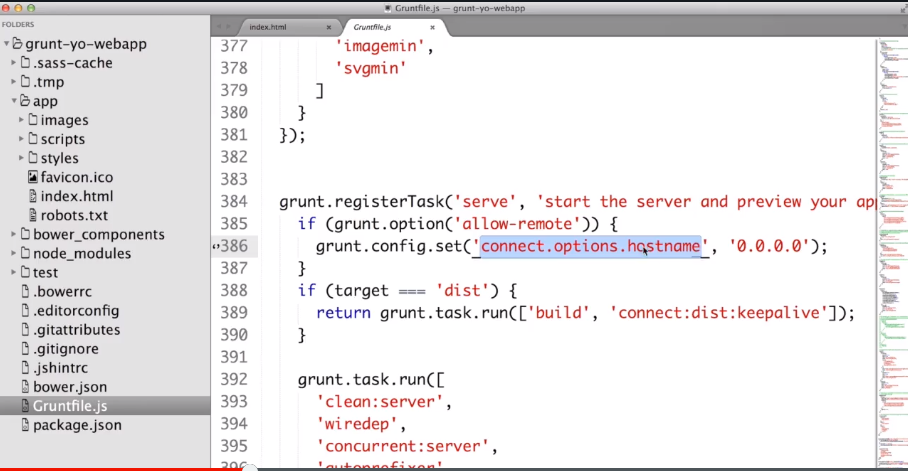 Gruntfile.js — grunt-yo-webapp
FOLDERS
grunt-yo-webapp
.sass-cache
.tmp
app
images
scripts
styles
favicon.ico
index.html
robots.txt
bower_components
node_modules
test
.bowerrc
.editorconfig
.gitattributes
.gitignore
.jshintrc
bower.json
Gruntfile.js
package.json
index.html × Gruntfile.js ×
377 'imagemin',
378 'svgmin'
379 ]
380 }
381 });
382
383
384 grunt.registerTask('serve', 'start the server and preview your app
385 if (grunt.option('allow-remote')) {
386 grunt.config.set('connect.options.hostname', '0.0.0.0');
387 }
388 if (target === 'dist') {
389 return grunt.task.run(['build', 'connect:dist:keepalive']);
390 }
391
392 grunt.task.run([
393 'clean:server',
394 'wiredep',
395 'concurrent:server',
396 'autoprefixer'